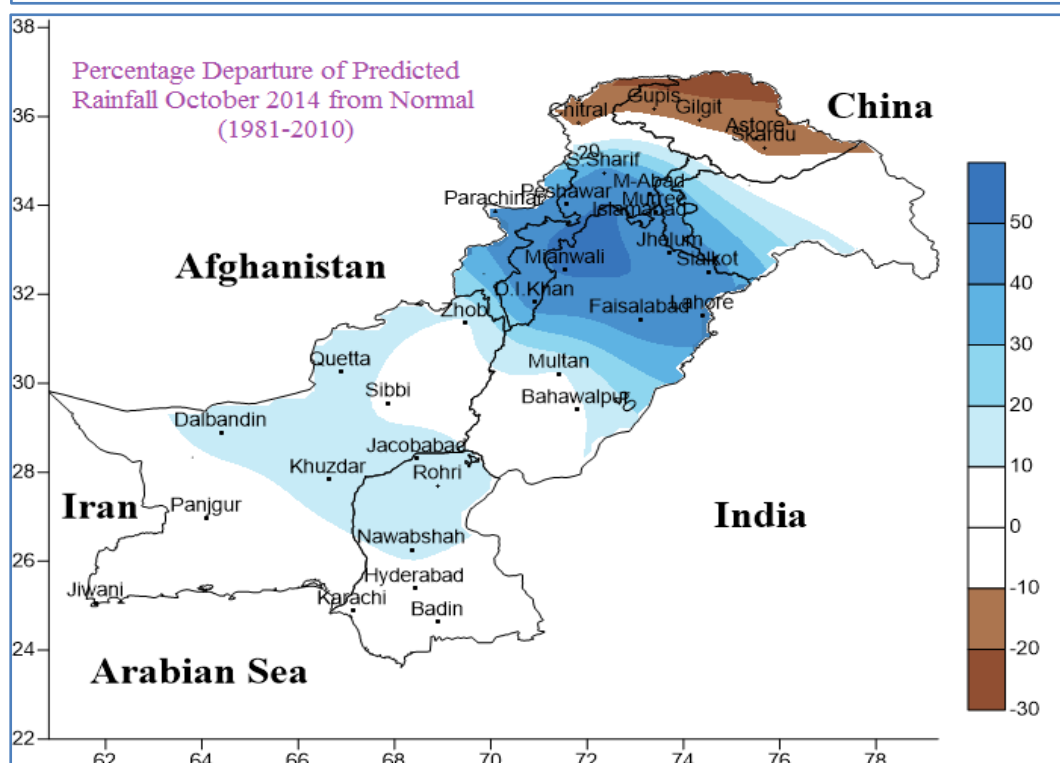 38
Percentage Departure of Predicted
Rainfall October 2014 from Normal
(1981-2010)
36
Chitral
Gupis
Gilgit
China
Astore
Skardu
20
S.Sharif
M-Abad
34
Parachinar
Peshawar
Murree
Islamabad
Jhelum
Afghanistan
Mianwali
Sialkot
32
D.I.Khan
Zhob
Faisalabad
Lahore
Quetta
Multan
30
Sibbi
Bahawalpur
Dalbandin
Jacobabad
28
Khuzdar
Rohri
Iran
Panjgur
India
Nawabshah
26
Hyderabad
Jiwani
Karachi
Badin
24
Arabian Sea
22
62
64
66
68
70
72
74
76
78
50
40
30
20
10
0
-10
-20
-30